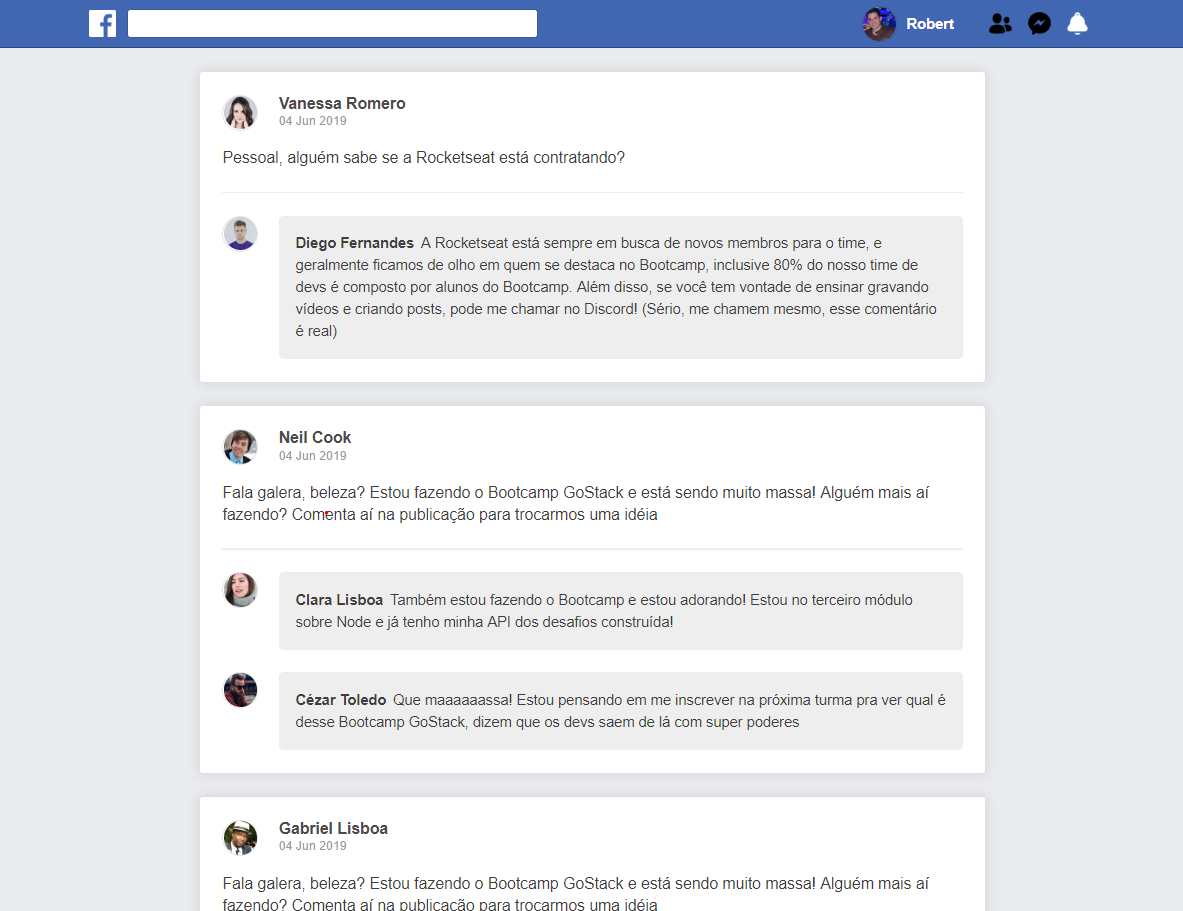 f
Robert
Vanessa Romero
04 Jun 2019
Pessoal, alguém sabe se a Rocketseat está contratando?
Diego Fernandes A Rocketseat está sempre em busca de novos membros para o time, e
geralmente ficamos de olho em quem se destaca no Bootcamp, inclusive 80% do nosso time de
devs é composto por alunos do Bootcamp. Além disso, se você tem vontade de ensinar gravando
vídeos e criando posts, pode me chamar no Discord! (Sério, me chamem mesmo, esse comentário
é real)
Neil Cook
04 Jun 2019
Fala galera, beleza? Estou fazendo o Bootcamp GoStack e está sendo muito massa! Alguém mais aí
fazendo? Comenta aí na publicação para trocarmos uma idéia
Clara Lisboa Também estou fazendo o Bootcamp e estou adorando! Estou no terceiro módulo
sobre Node e já tenho minha API dos desafios construída!
Cézar Toledo Que maaaaaassa! Estou pensando em me inscrever na próxima turma pra ver qual é
desse Bootcamp GoStack, dizem que os devs saem de lá com super poderes
Gabriel Lisboa
04 Jun 2019
Fala galera, beleza? Estou fazendo o Bootcamp GoStack e está sendo muito massa! Alguém mais aí
fazendo? Comenta aí na publicação para trocarmos uma idéia